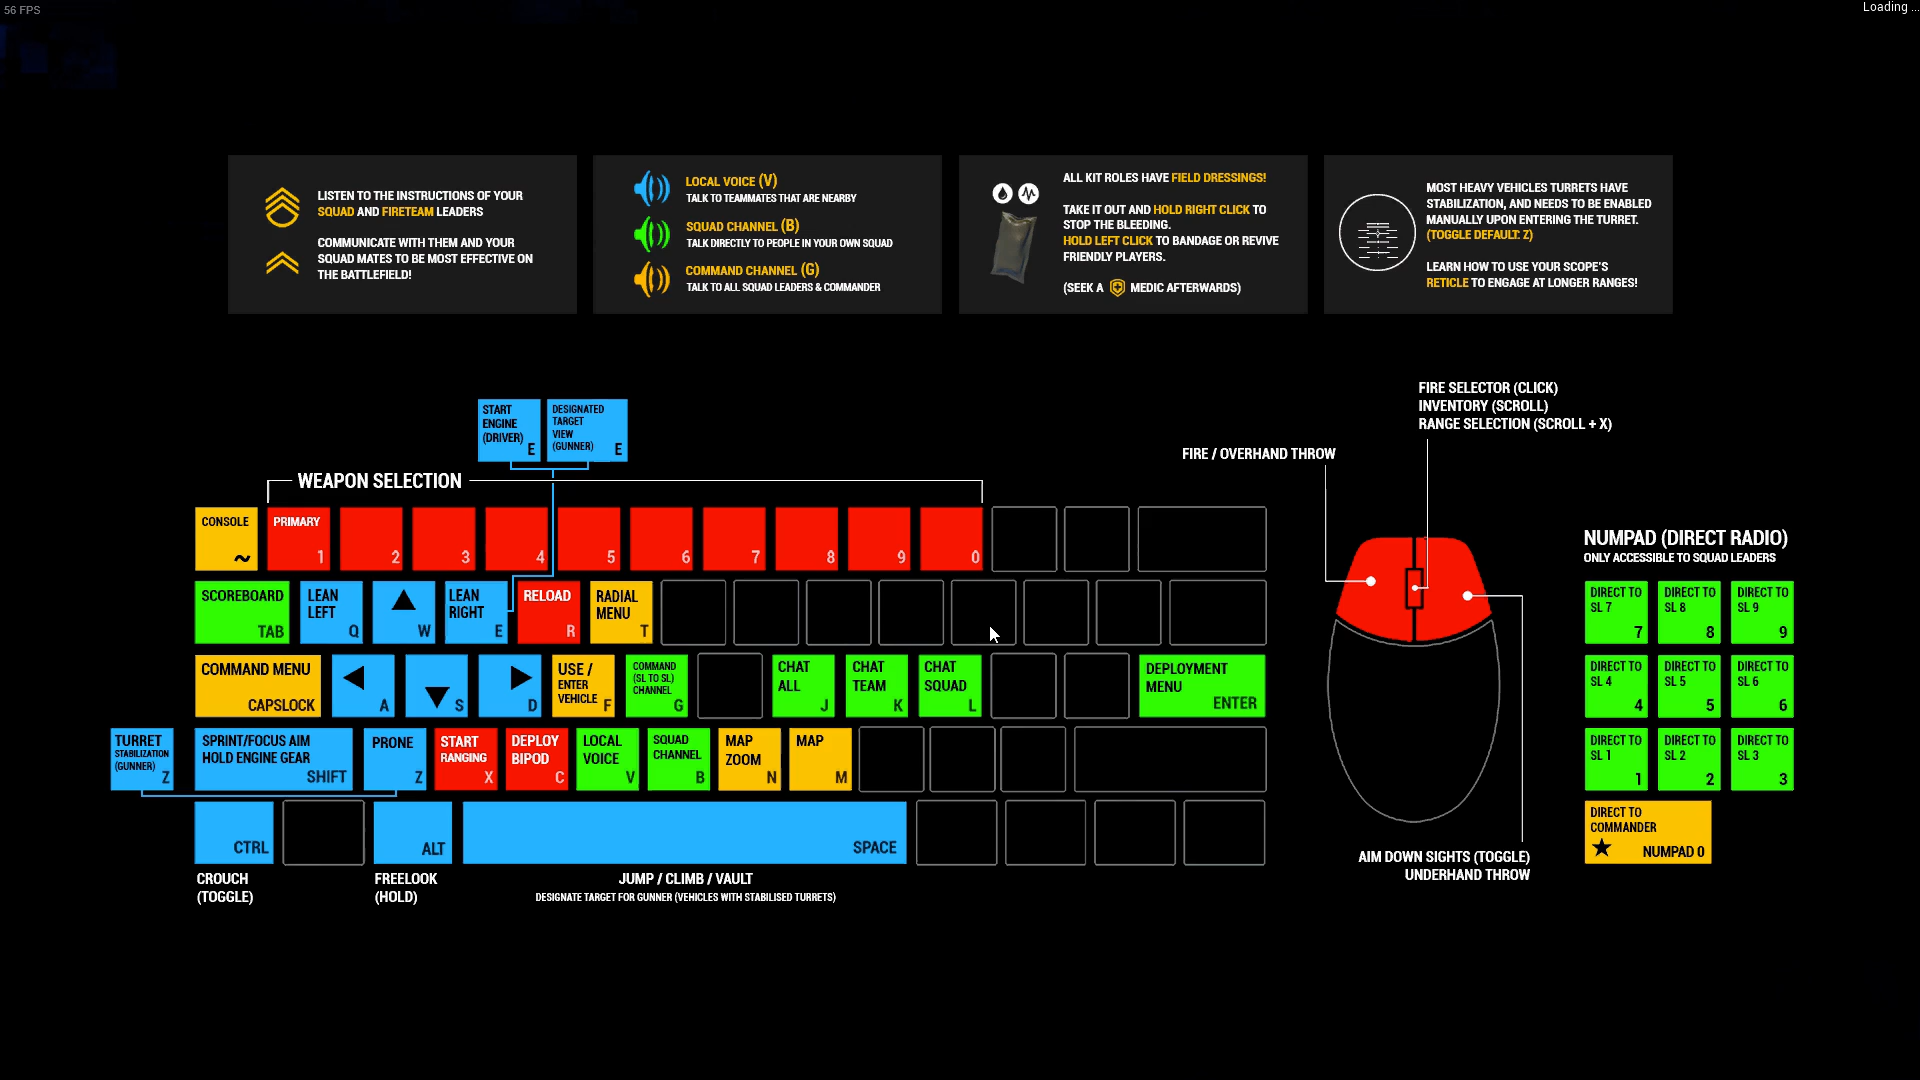 56 FPS
Loading ...
LISTEN TO THE INSTRUCTIONS OF YOUR
SQUAD AND FIRETEAM LEADERS
COMMUNICATE WITH THEM AND YOUR
SQUAD MATES TO BE MOST EFFECTIVE ON
THE BATTLEFIELD!
LOCAL VOICE (V)
TALK TO TEAMMATES THAT ARE NEARBY
SQUAD CHANNEL (B)
TALK DIRECTLY TO PEOPLE IN YOUR OWN SQUAD
COMMAND CHANNEL (G)
TALK TO ALL SQUAD LEADERS & COMMANDER
ALL KIT ROLES HAVE FIELD DRESSINGS!
TAKE IT OUT AND HOLD RIGHT CLICK TO
STOP THE BLEEDING.
HOLD LEFT CLICK TO BANDAGE OR REVIVE
FRIENDLY PLAYERS.
(SEEK A MEDIC AFTERWARDS)
MOST HEAVY VEHICLES TURRETS HAVE
STABILIZATION, AND NEEDS TO BE ENABLED
MANUALLY UPON ENTERING THE TURRET.
(TOGGLE DEFAULT: Z)
LEARN HOW TO USE YOUR SCOPE'S
RETICLE TO ENGAGE AT LONGER RANGES!
START
ENGINE
(DRIVER)
E
DESIGNATED
TARGET
VIEW
(GUNNER)
E
WEAPON SELECTION
CONSOLE
~
PRIMARY
1
2
3
4
5
6
7
8
9
0
SCOREBOARD
TAB
LEAN
LEFT
Q
W
LEAN
RIGHT
E
RELOAD
R
RADIAL
MENU
T
COMMAND MENU
CAPSLOCK
A
S
D
USE /
ENTER
VEHICLE
F
COMMAND
(SL TO SL)
CHANNEL
G
CHAT
ALL
J
CHAT
TEAM
K
CHAT
SQUAD
L
DEPLOYMENT
MENU
ENTER
TURRET
STABILIZATION
(GUNNER)
Z
SPRINT/FOCUS AIM
HOLD ENGINE GEAR
SHIFT
PRONE
Z
START
RANGING
X
DEPLOY
BIPOD
C
LOCAL
VOICE
V
SQUAD
CHANNEL
B
MAP
ZOOM
N
MAP
M
CTRL
ALT
SPACE
CROUCH
(TOGGLE)
FREELOOK
(HOLD)
JUMP / CLIMB / VAULT
DESIGNATE TARGET FOR GUNNER (VEHICLES WITH STABILISED TURRETS)
FIRE SELECTOR (CLICK)
INVENTORY (SCROLL)
RANGE SELECTION (SCROLL + X)
FIRE / OVERHAND THROW
AIM DOWN SIGHTS (TOGGLE)
UNDERHAND THROW
NUMPAD (DIRECT RADIO)
ONLY ACCESSIBLE TO SQUAD LEADERS
DIRECT TO
SL 7
7
DIRECT TO
SL 8
8
DIRECT TO
SL 9
9
DIRECT TO
SL 4
4
DIRECT TO
SL 5
5
DIRECT TO
SL 6
6
DIRECT TO
SL 1
1
DIRECT TO
SL 2
2
DIRECT TO
SL 3
3
DIRECT TO
COMMANDER
NUMPAD 0